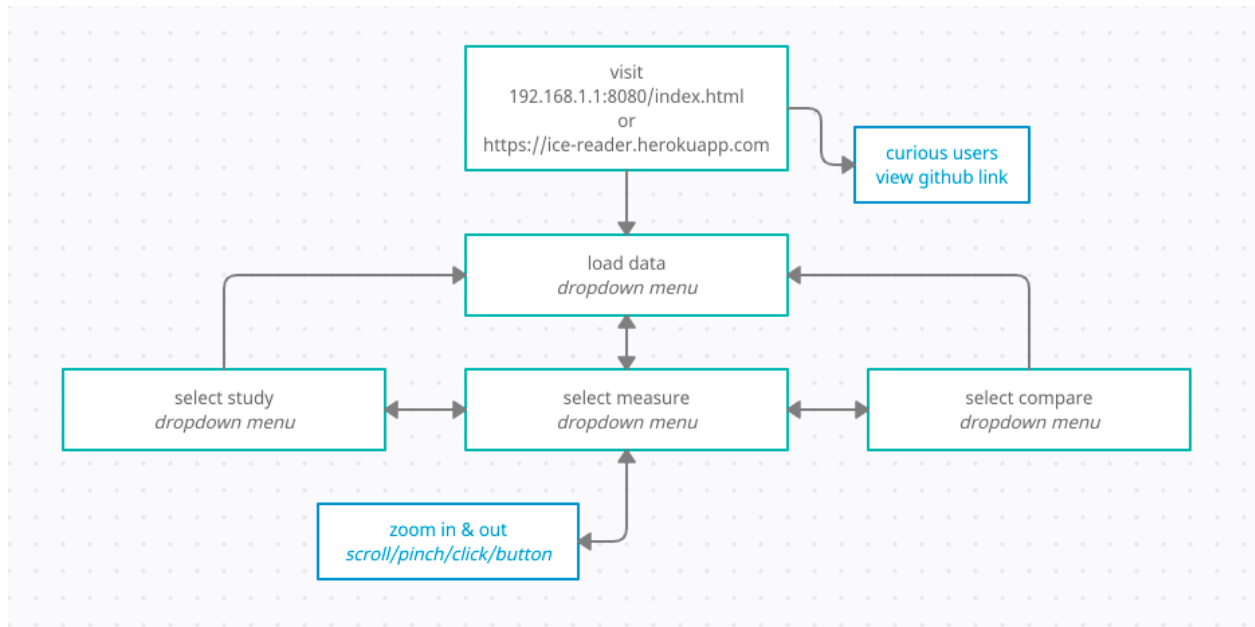 visit
192.168.1.1:8080/index.html
or
https://ice-reader.herokuapp.com
curious users
view github link
load data
dropdown menu
select study
dropdown menu
select measure
dropdown menu
select compare
dropdown menu
zoom in & out
scroll/pinch/click/button